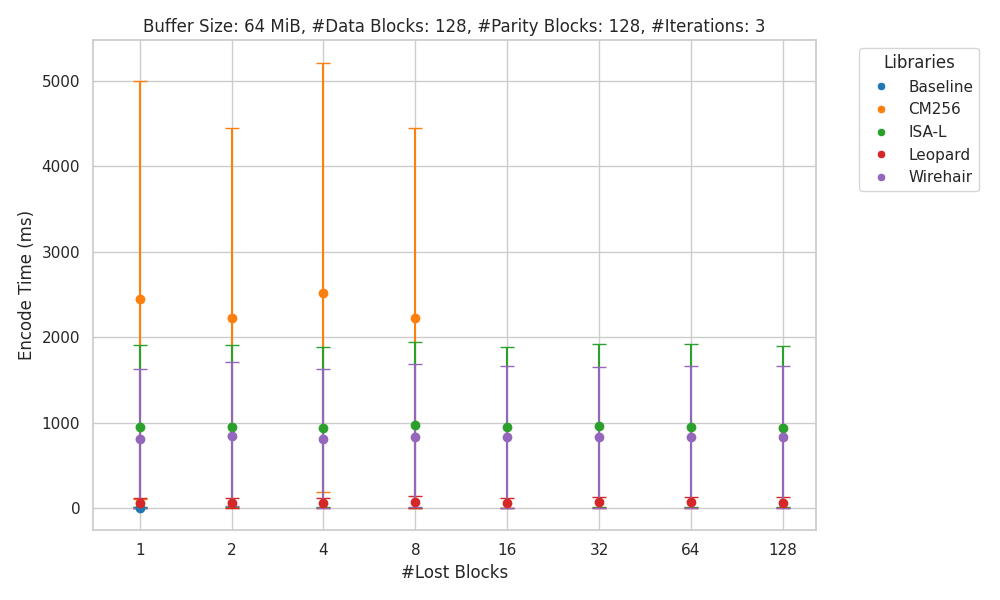 Buffer Size: 64 MiB, #Data Blocks: 128, #Parity Blocks: 128, #Iterations: 3
Libraries
Baseline
CM256
ISA-L
Leopard
Wirehair
Encode Time (ms)
5000
4000
3000
2000
1000
0
1 2 4 8 16 32 64 128
#Lost Blocks